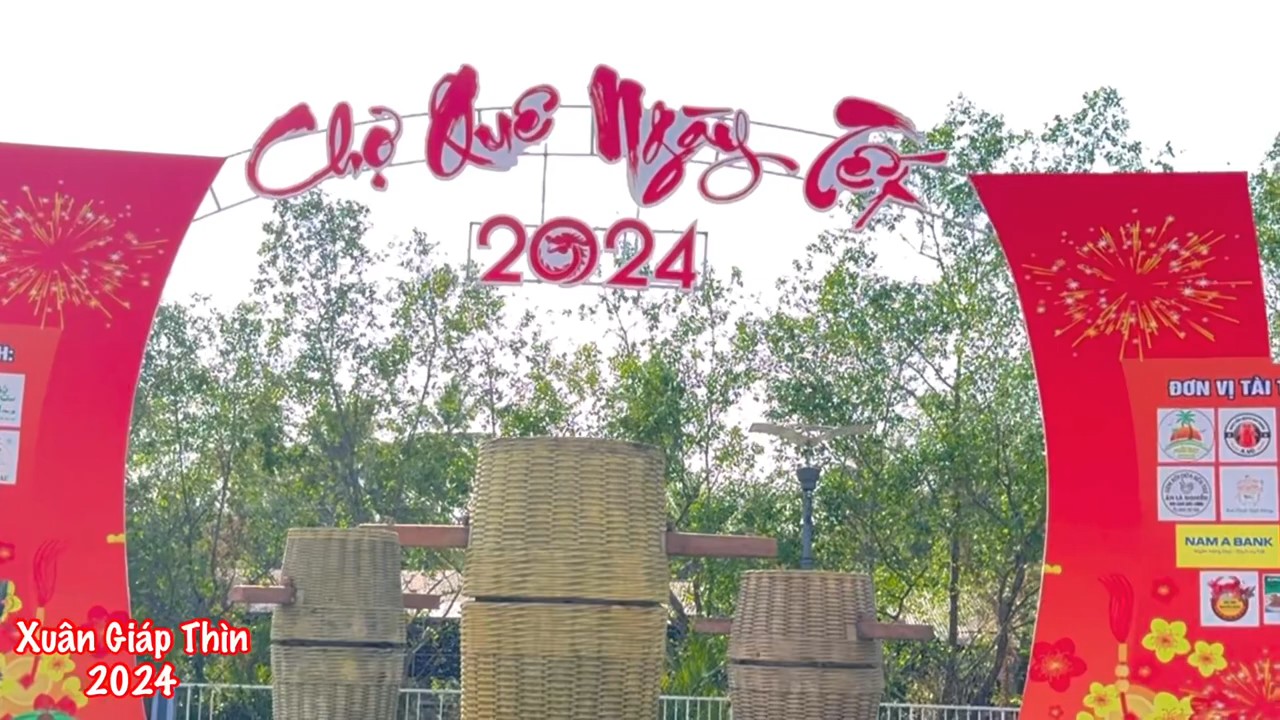 Chợ Quê Ngày Tết
2024
H:
ĐƠN VỊ TÀI
NAM A BANK
Xuân Giáp Thìn
2024